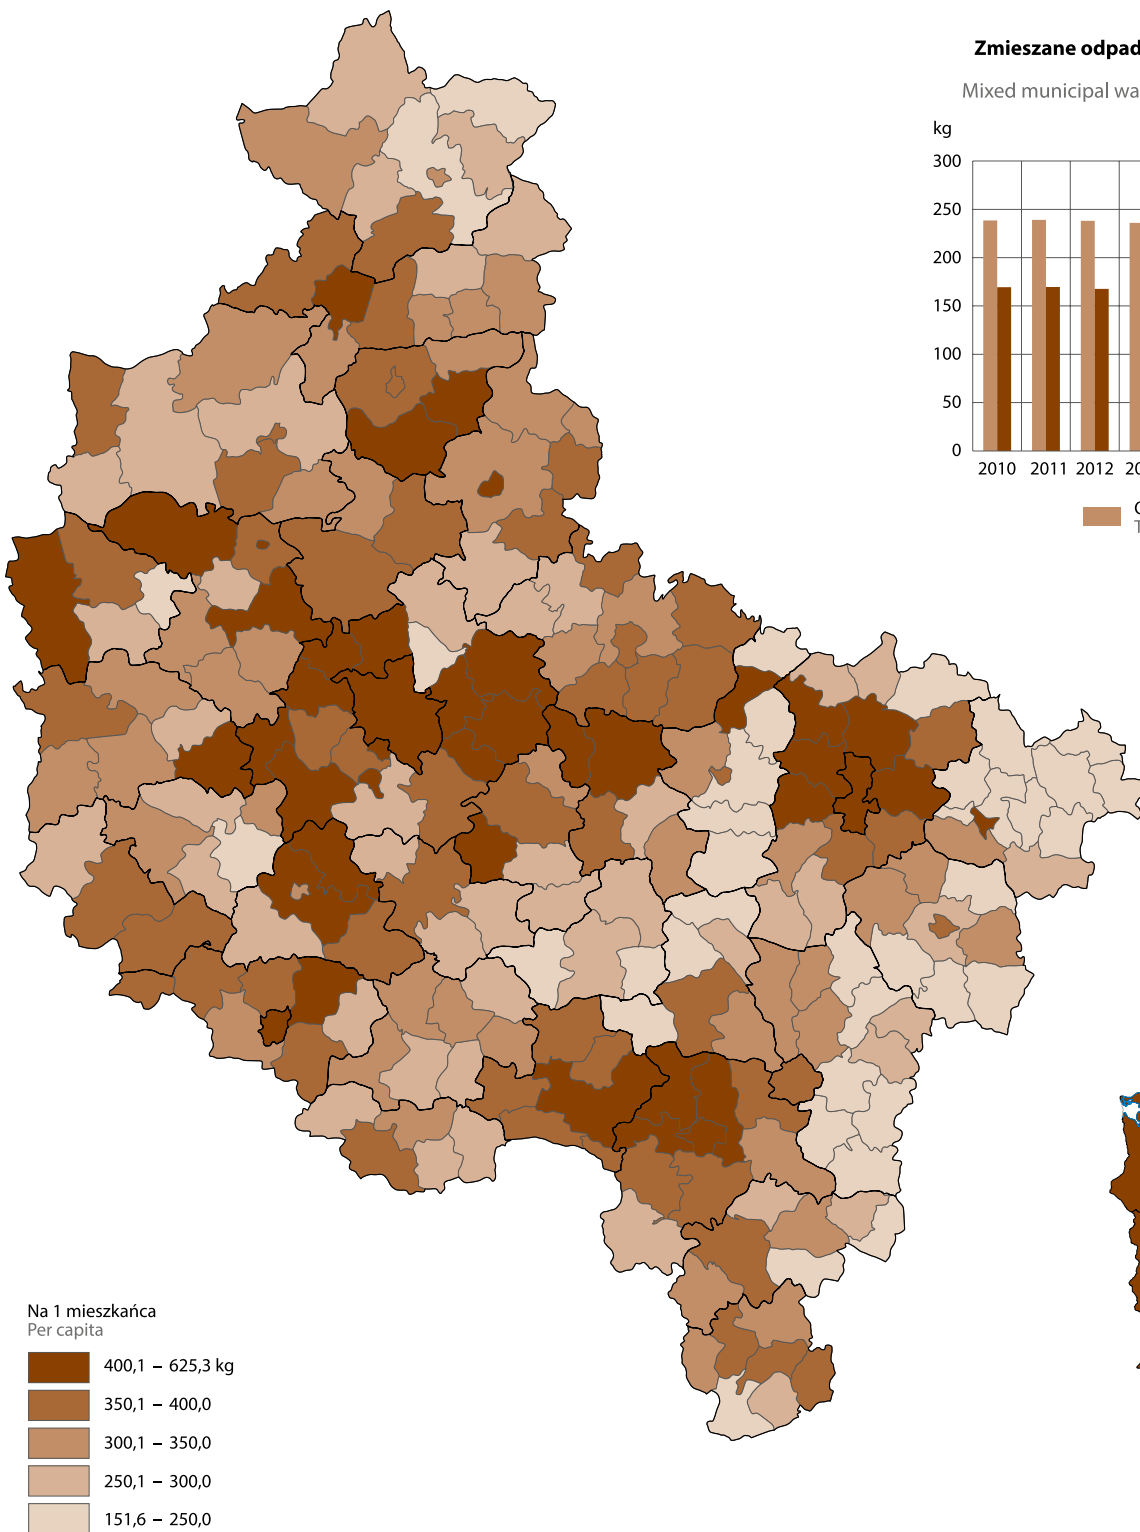 Zmieszane odpad
Mixed municipal wa
kg
300
250
200
150
100
50
0
2010 2011 2012 20
Na 1 mieszkańca
Per capita
400,1 – 625,3 kg
350,1 – 400,0
300,1 – 350,0
250,1 – 300,0
151,6 – 250,0